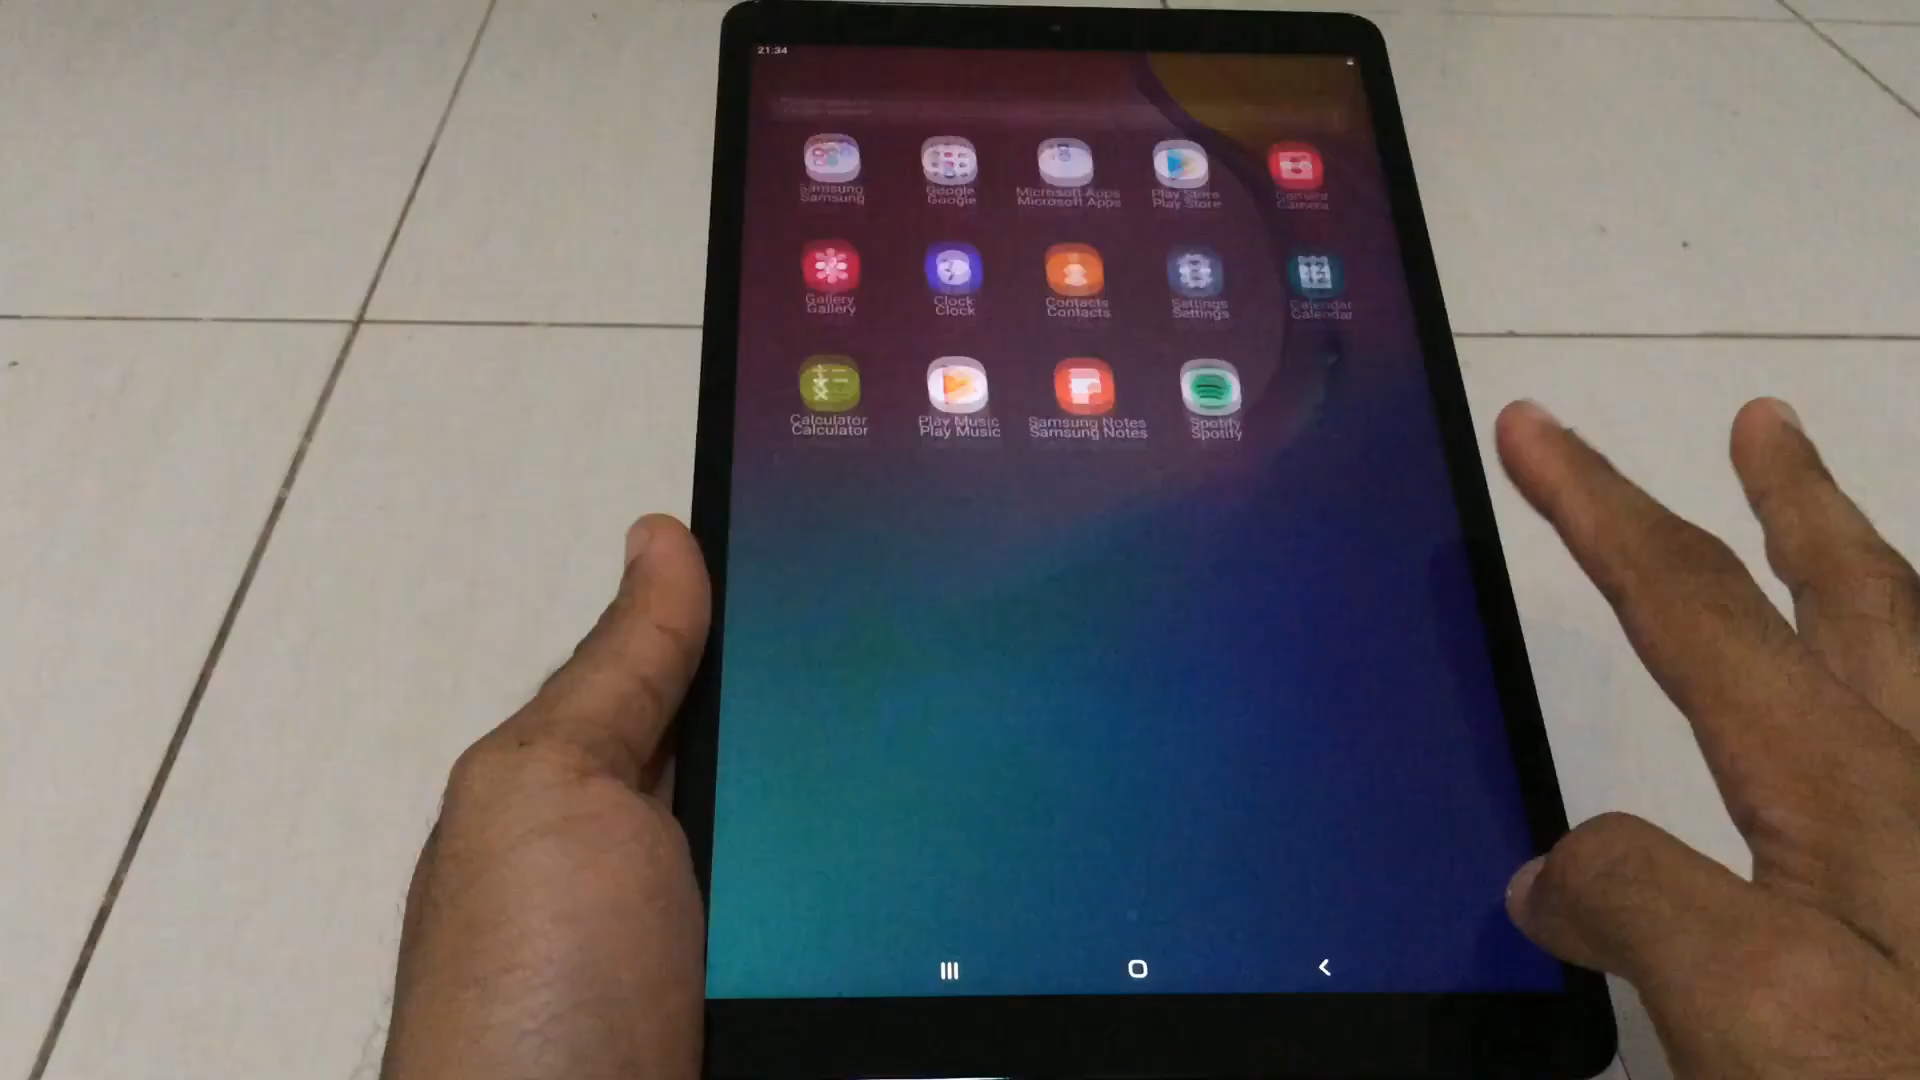 21:34
Samsung Google Microsoft Apps Play Store Camera
Gallery Clock Contacts Settings Calendar
Calculator Play Music Samsung Notes Spotify